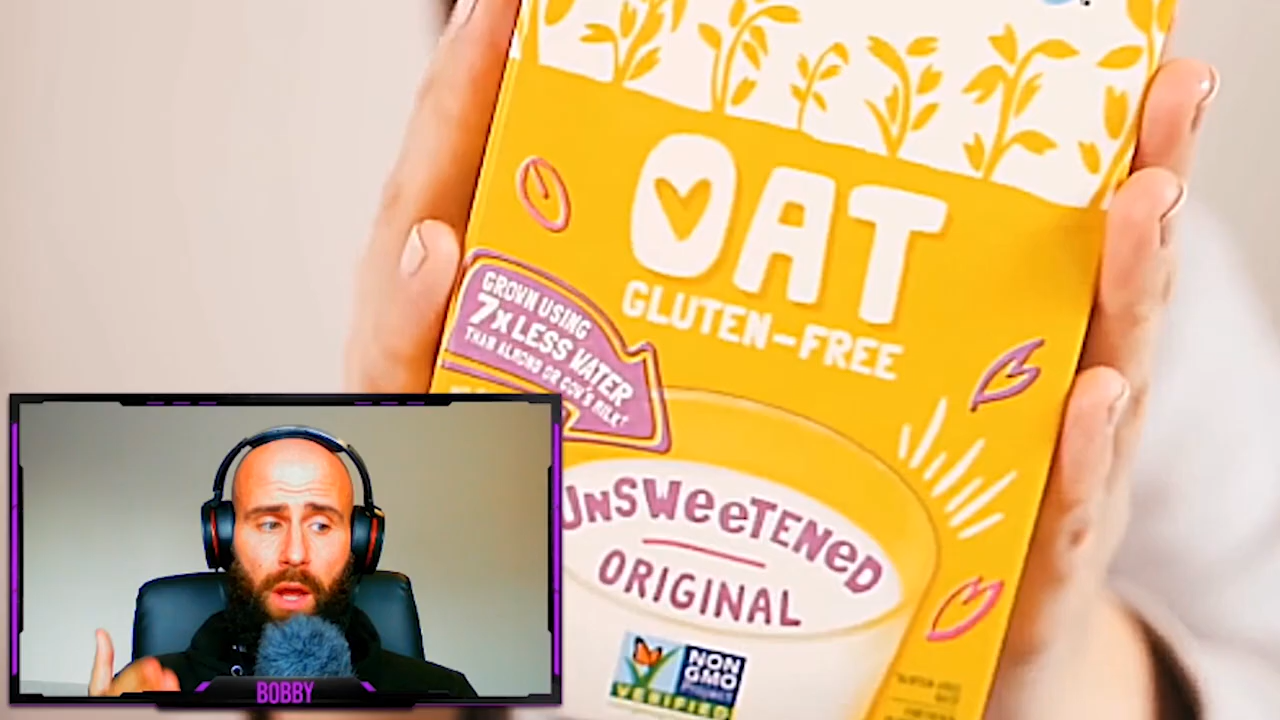 OAT
GLUTEN-FREE
GROWN USING
7x LESS WATER
THAN ALMOND OR COW'S MILK†
UNSWEETENED
ORIGINAL
NON
GMO
Project
VERIFIED
BOBBY